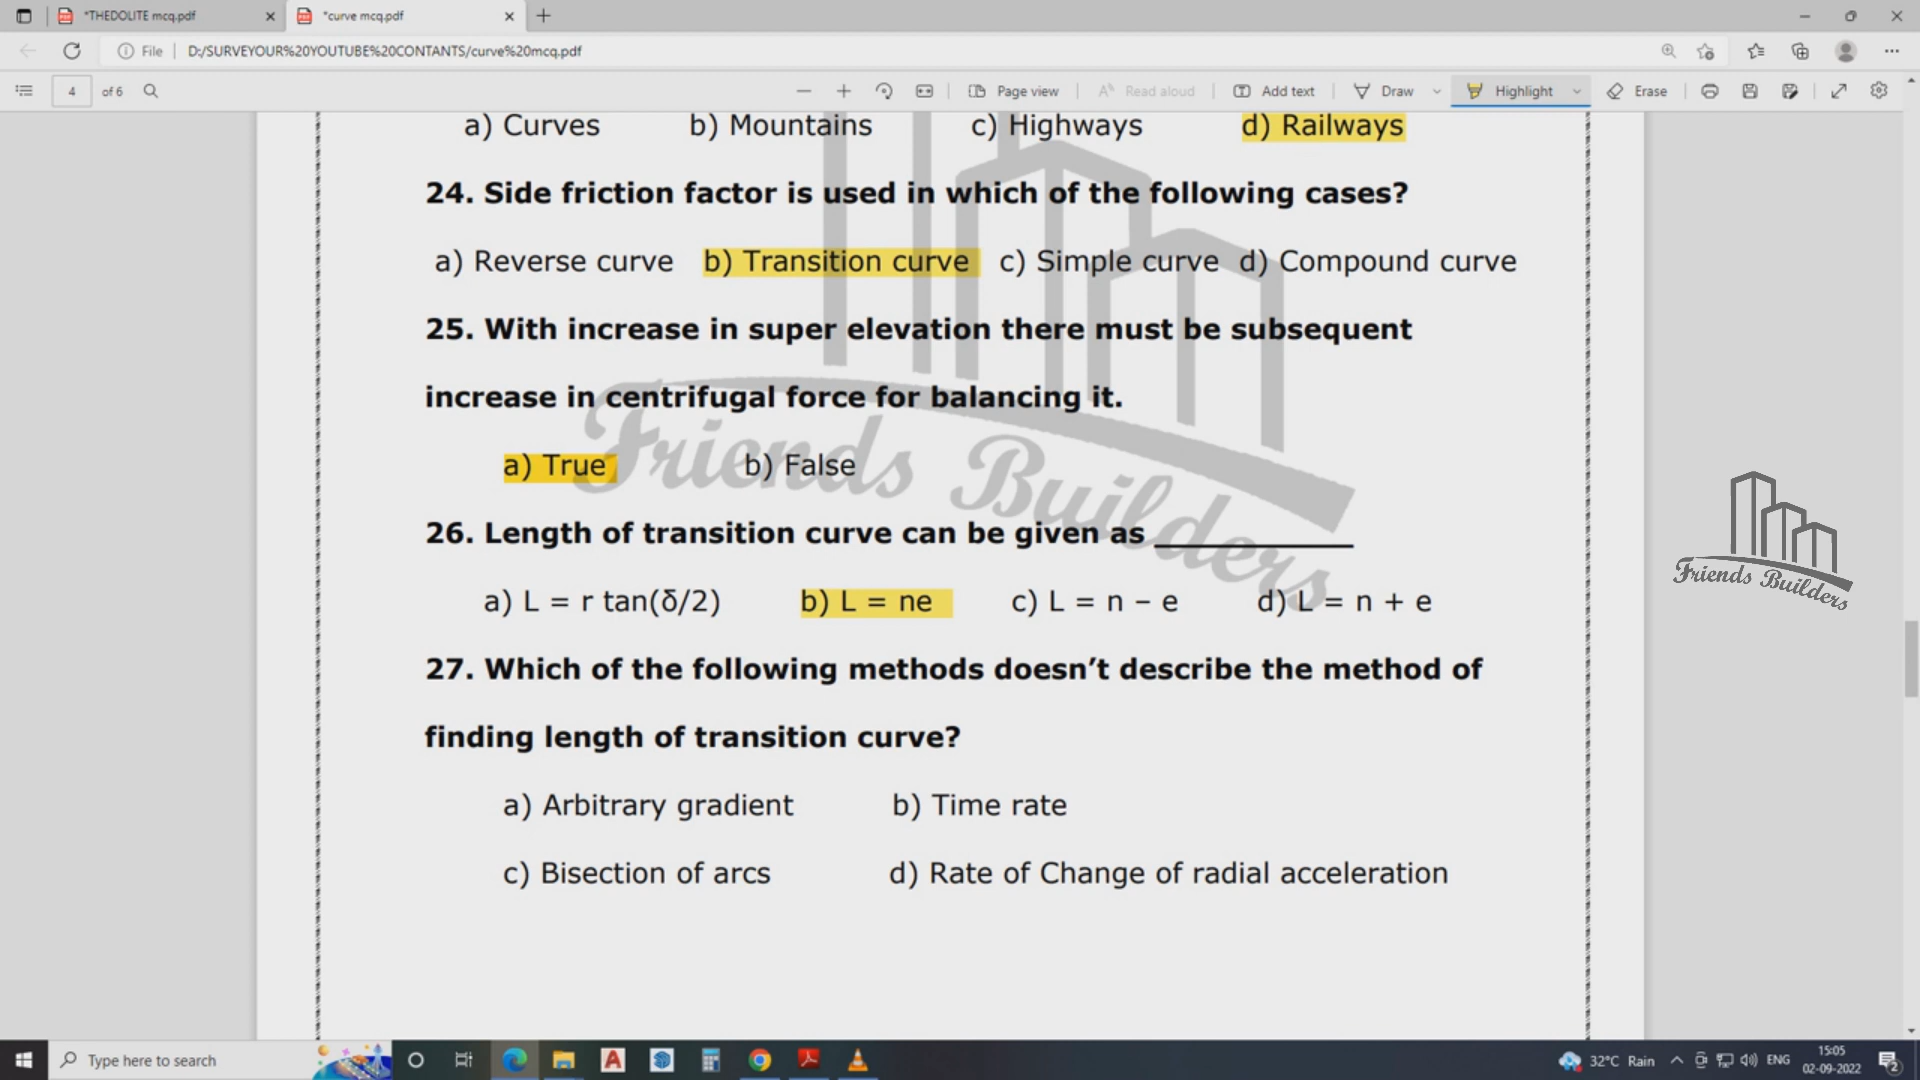 *THEDOLITE mcq.pdf
*curve mcq.pdf
File
D:/SURVEYOUR%20YOUTUBE%20CONTANTS/curve%20mcq.pdf
4 of 6
Page view
Read aloud
Add text
Draw
Highlight
Erase
a) Curves b) Mountains c) Highways d) Railways
24. Side friction factor is used in which of the following cases?
a) Reverse curve b) Transition curve c) Simple curve d) Compound curve
25. With increase in super elevation there must be subsequent
increase in centrifugal force for balancing it.
a) True b) False
26. Length of transition curve can be given as ____________
a) L = r tan(δ/2) b) L = ne c) L = n – e d) L = n + e
27. Which of the following methods doesn’t describe the method of
finding length of transition curve?
a) Arbitrary gradient b) Time rate
c) Bisection of arcs d) Rate of Change of radial acceleration
Friends Builders
Friends Builders
Type here to search
32°C Rain
ENG
15:05
02-09-2022
2